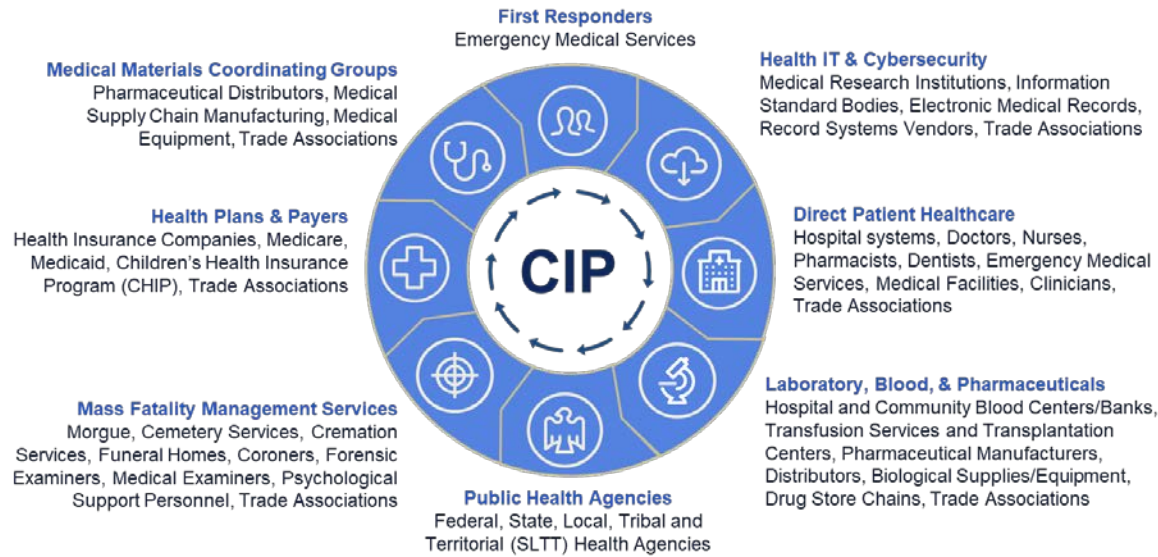 First Responders
Emergency Medical Services
Medical Materials Coordinating Groups
Pharmaceutical Distributors, Medical
Supply Chain Manufacturing, Medical
Equipment, Trade Associations
Health IT & Cybersecurity
Medical Research Institutions, Information
Standard Bodies, Electronic Medical Records,
Record Systems Vendors, Trade Associations
Health Plans & Payers
Health Insurance Companies, Medicare,
Medicaid, Children's Health Insurance
Program (CHIP), Trade Associations
CIP
Direct Patient Healthcare
Hospital systems, Doctors, Nurses,
Pharmacists, Dentists, Emergency Medical
Services, Medical Facilities, Clinicians,
Trade Associations
Mass Fatality Management Services
Morgue, Cemetery Services, Cremation
Services, Funeral Homes, Coroners, Forensic
Examiners, Medical Examiners, Psychological
Support Personnel, Trade Associations
Laboratory, Blood, & Pharmaceuticals
Hospital and Community Blood Centers/Banks,
Transfusion Services and Transplantation
Centers, Pharmaceutical Manufacturers,
Distributors, Biological Supplies/Equipment,
Drug Store Chains, Trade Associations
Public Health Agencies
Federal, State, Local, Tribal and
Territorial (SLTT) Health Agencies